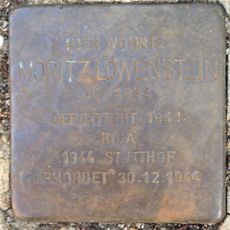 HIER WOHNTE
MORITZ LÖWENSTEIN
DEPORTIERT 1941
RIGA
1944 STUTTHOF
ERMORDET 30.12.1944